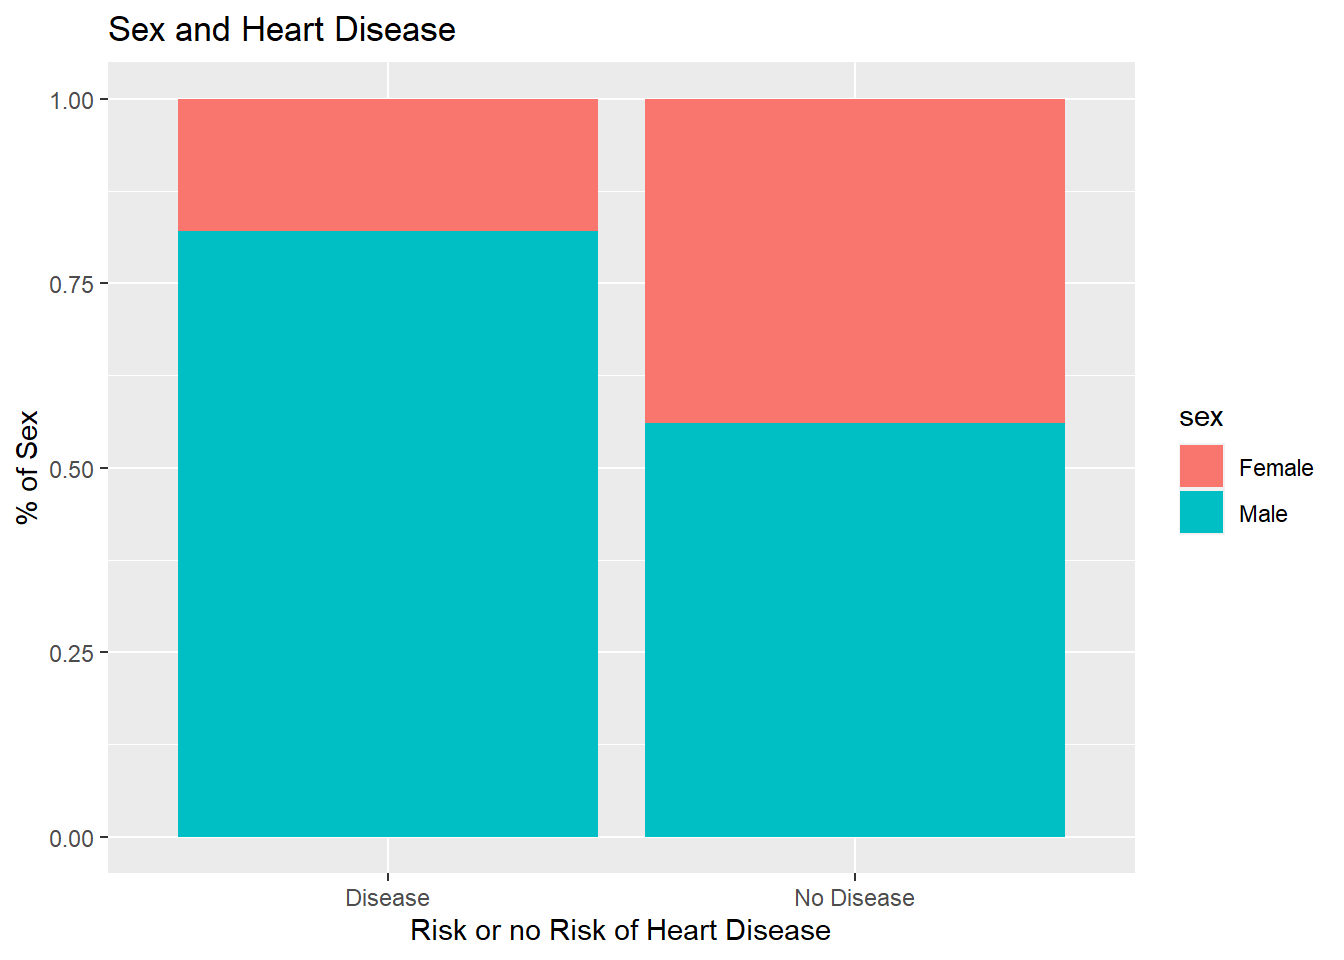 Sex and Heart Disease
% of Sex
1.00
0.75
0.50
0.25
0.00
Disease
No Disease
Risk or no Risk of Heart Disease
sex
Female
Male